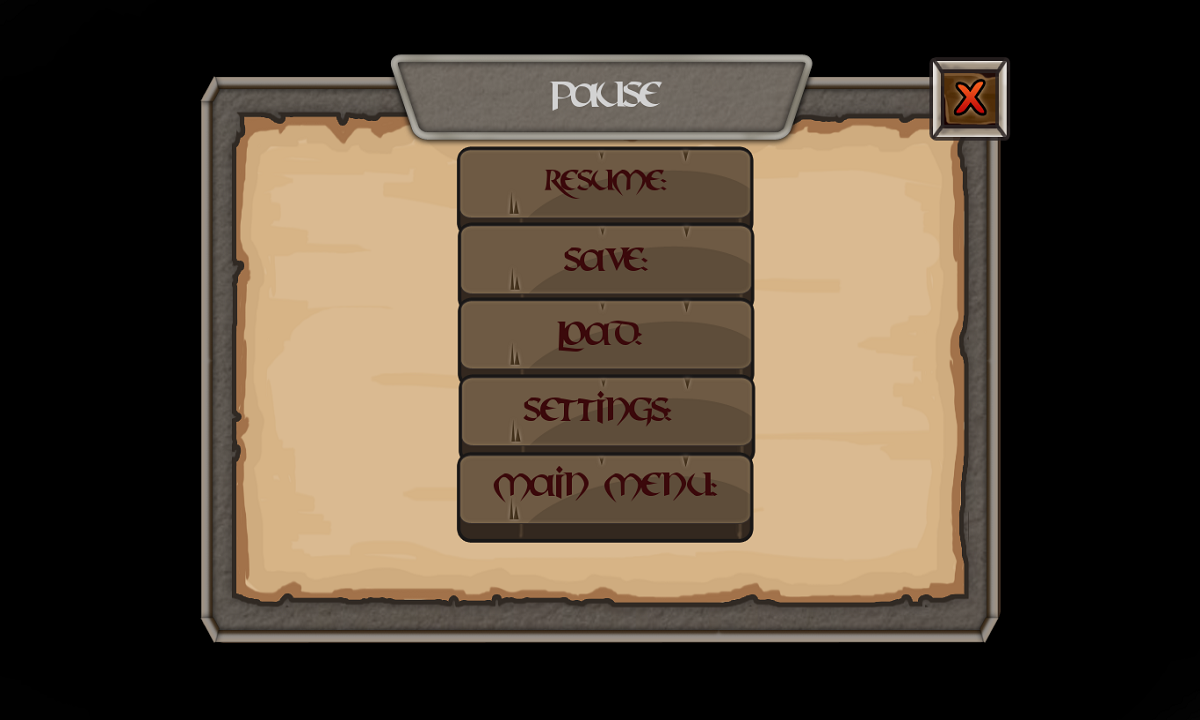 PAUSE
X
RESUME:
SAVE:
LOAD:
SETTINGS:
MAIN MENU: